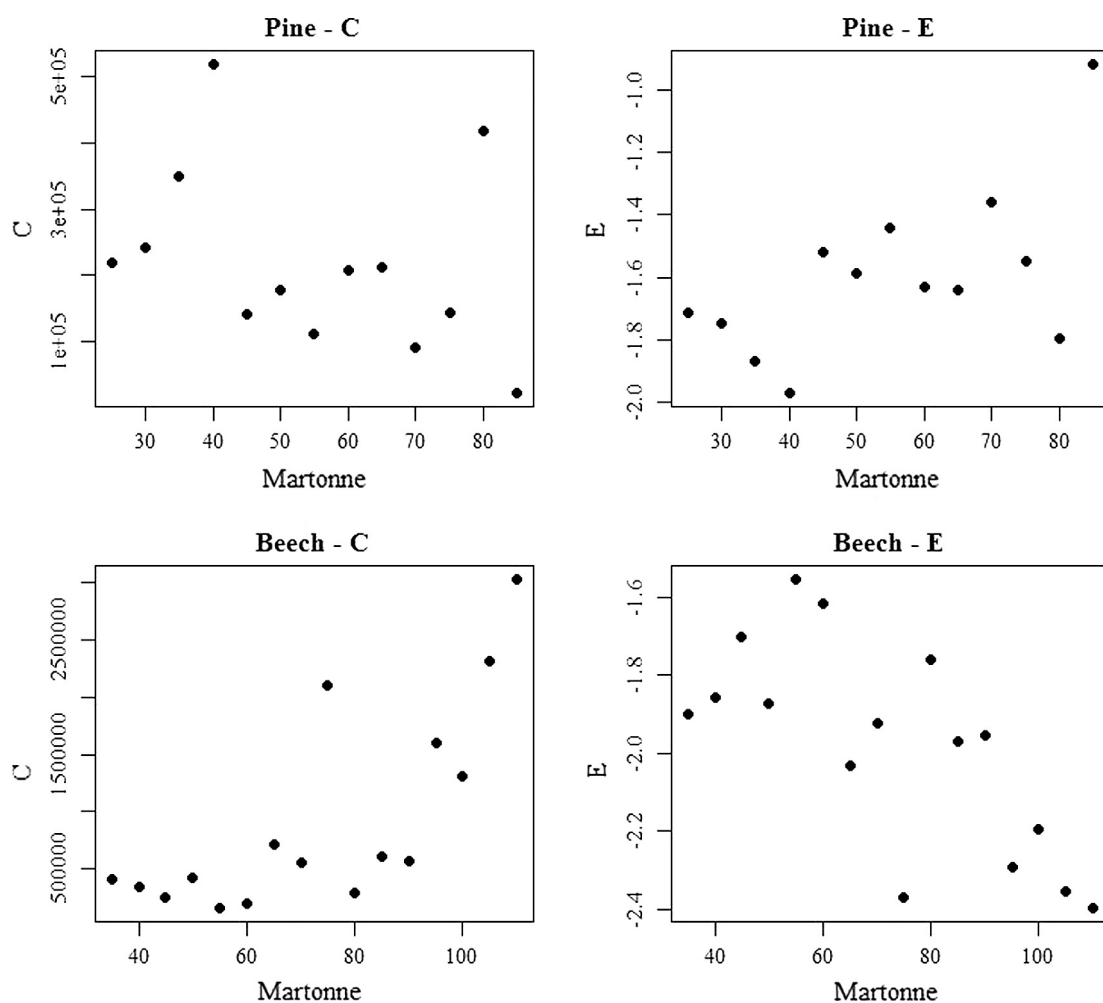 Pine - C
C
5e+05
3e+05
1e+05
30 40 50 60 70 80
Martonne
Pine - E
E
-1.0
-1.2
-1.4
-1.6
-1.8
-2.0
30 40 50 60 70 80
Martonne
Beech - C
C
2500000
1500000
500000
40 60 80 100
Martonne
Beech - E
E
-1.6
-1.8
-2.0
-2.2
-2.4
40 60 80 100
Martonne